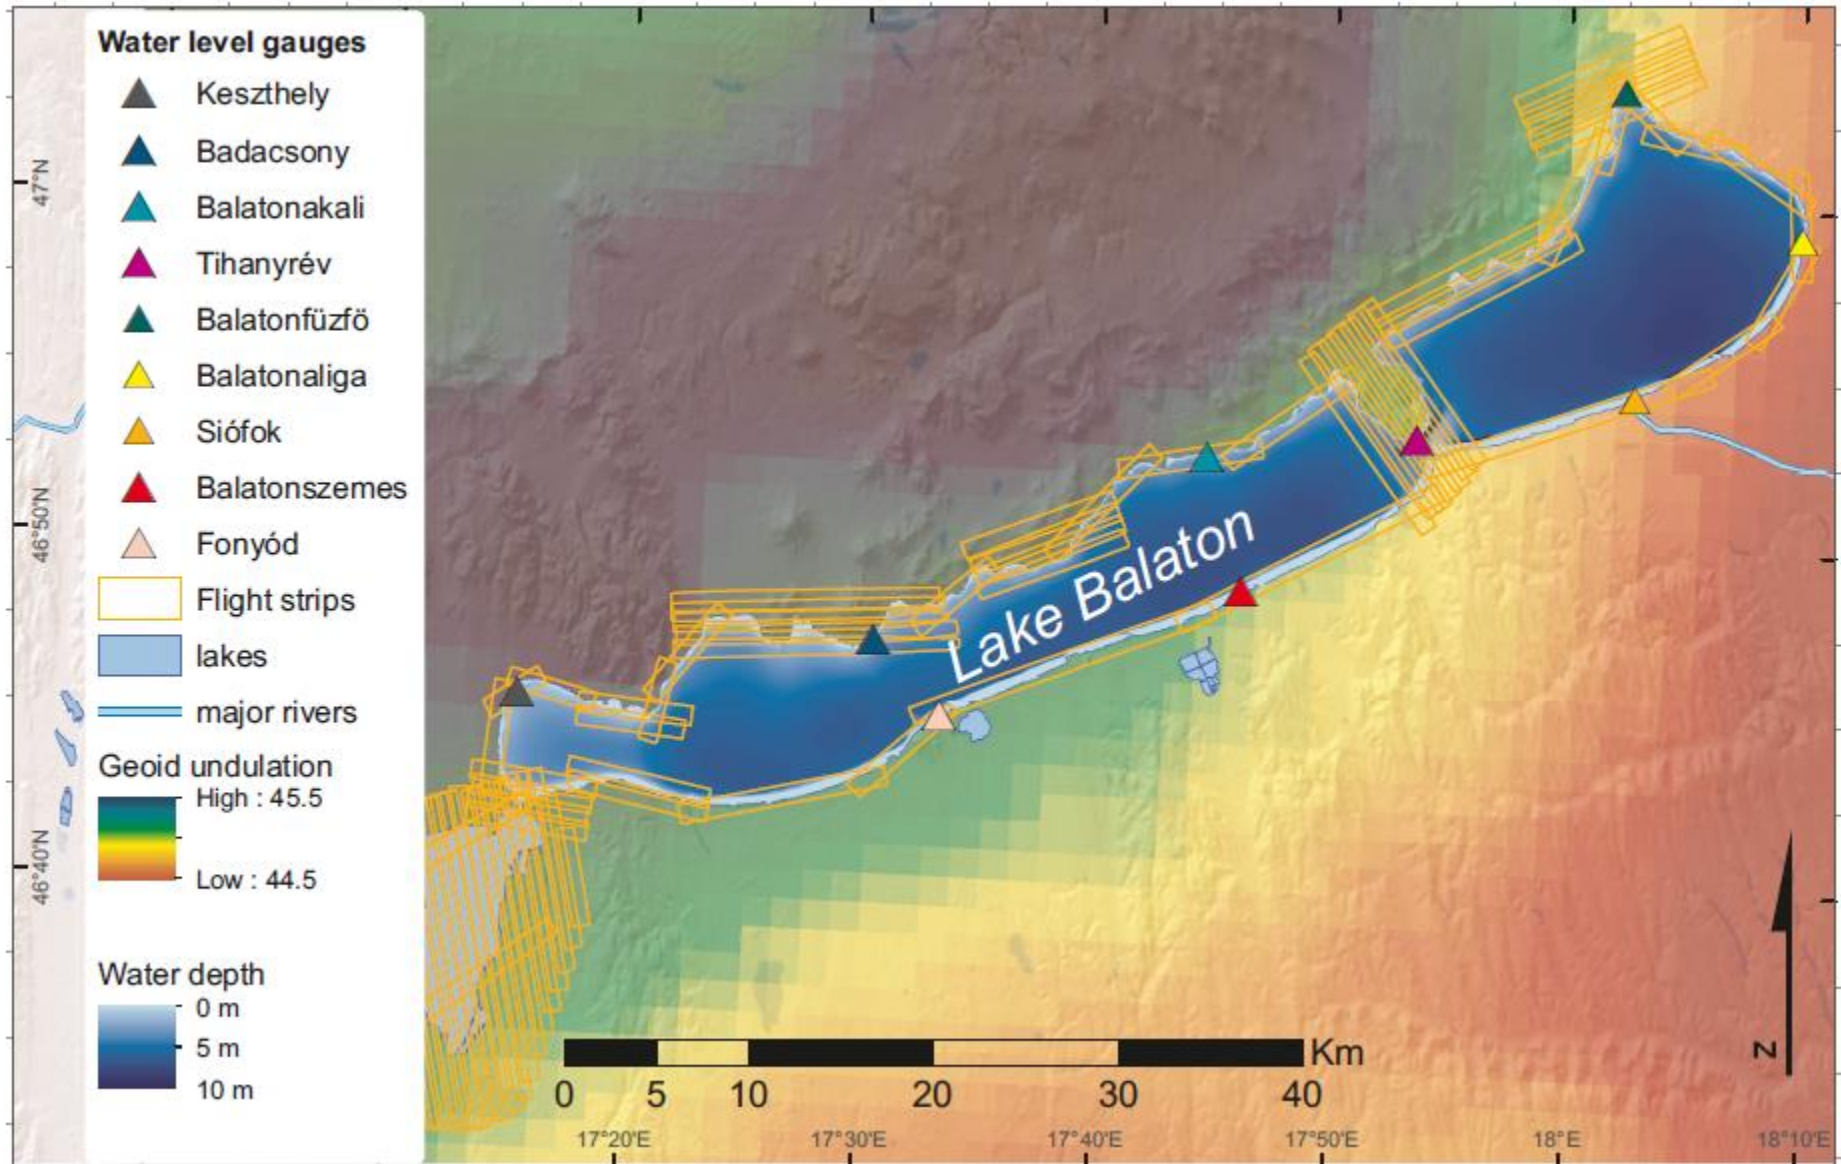 Water level gauges
Keszthely
Badacsony
Balatonakali
Tihanyrév
Balatonfüzfö
Balatonaliga
Siófok
Balatonszemes
Fonyód
Flight strips
lakes
major rivers
Geoid undulation
High : 45.5
Low : 44.5
Water depth
0 m
5 m
10 m
47°N
46°50'N
46°40'N
Lake Balaton
Km
0 5 10 20 30 40
N
17°20'E 17°30'E 17°40'E 17°50'E 18°E 18°10'E